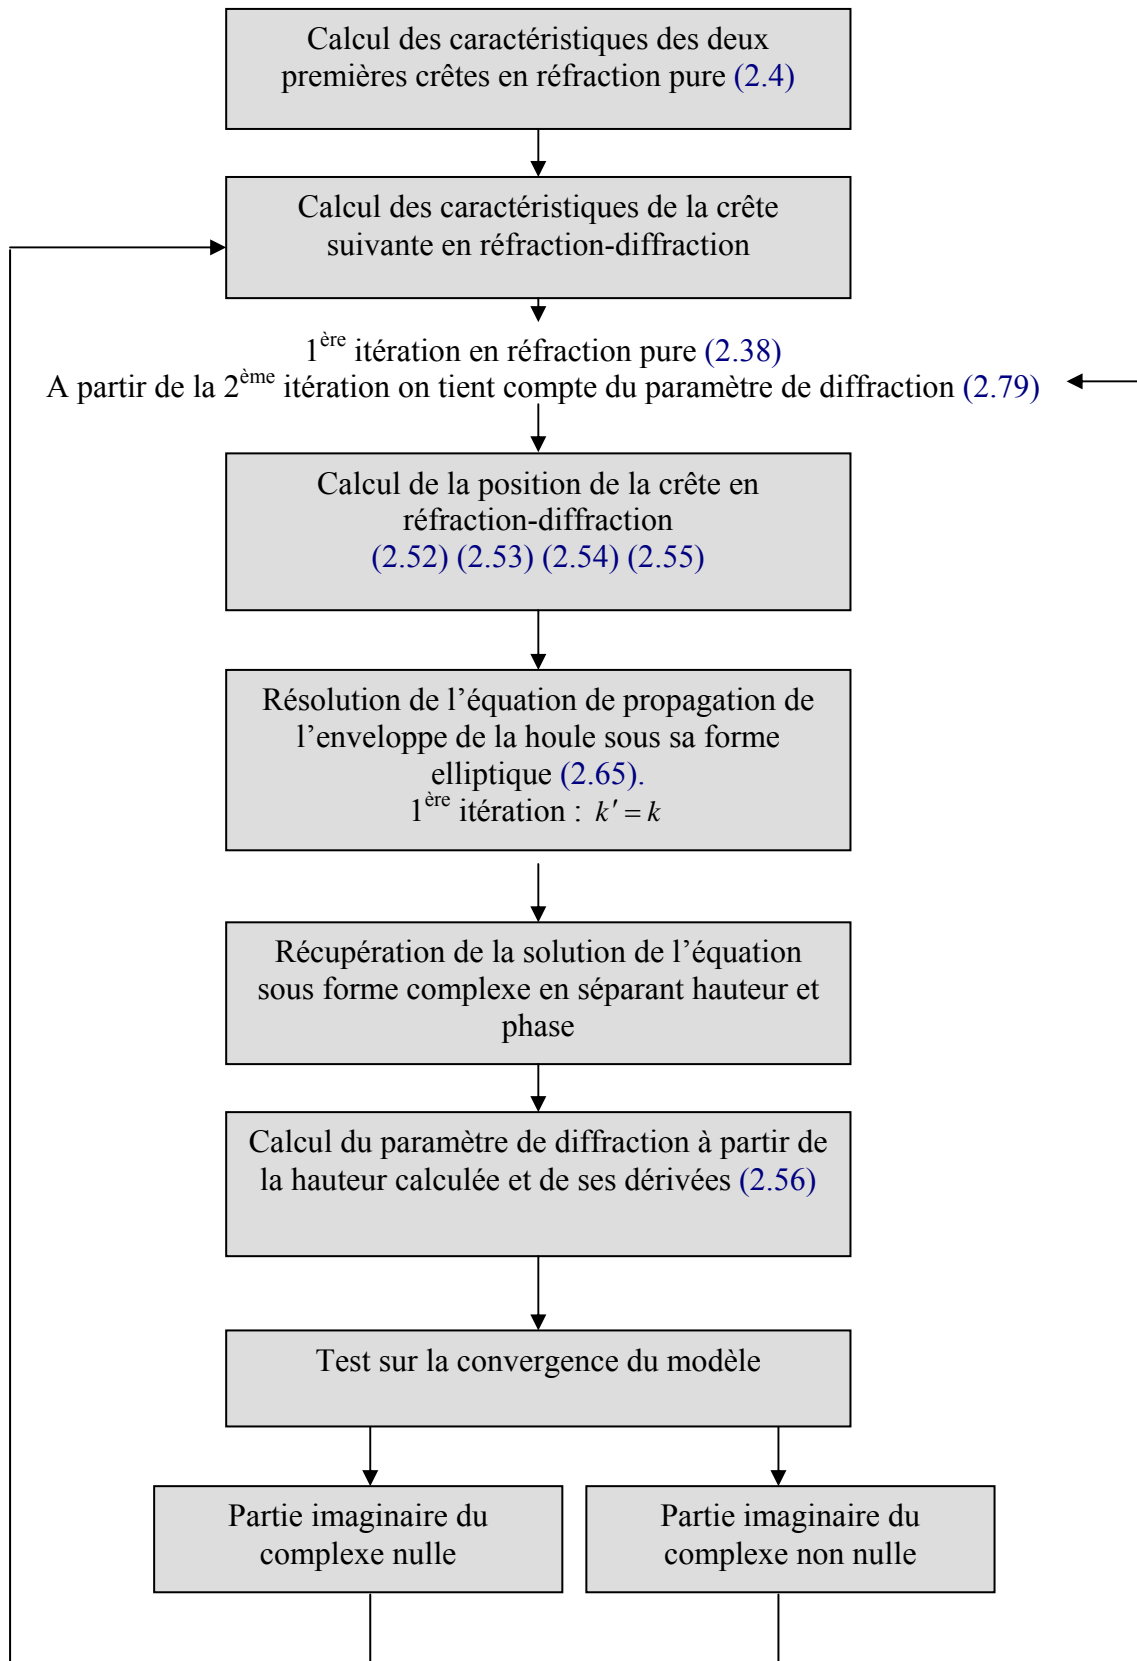 Calcul des caractéristiques des deux
premières crêtes en réfraction pure (2.4)
Calcul des caractéristiques de la crête
suivante en réfraction-diffraction
1ère itération en réfraction pure (2.38)
A partir de la 2ème itération on tient compte du paramètre de diffraction (2.79)
Calcul de la position de la crête en
réfraction-diffraction
(2.52) (2.53) (2.54) (2.55)
Résolution de l’équation de propagation de
l’enveloppe de la houle sous sa forme
elliptique (2.65).
1ère itération : k′ = k
Récupération de la solution de l’équation
sous forme complexe en séparant hauteur et
phase
Calcul du paramètre de diffraction à partir de
la hauteur calculée et de ses dérivées (2.56)
Test sur la convergence du modèle
Partie imaginaire du
complexe nulle
Partie imaginaire du
complexe non nulle